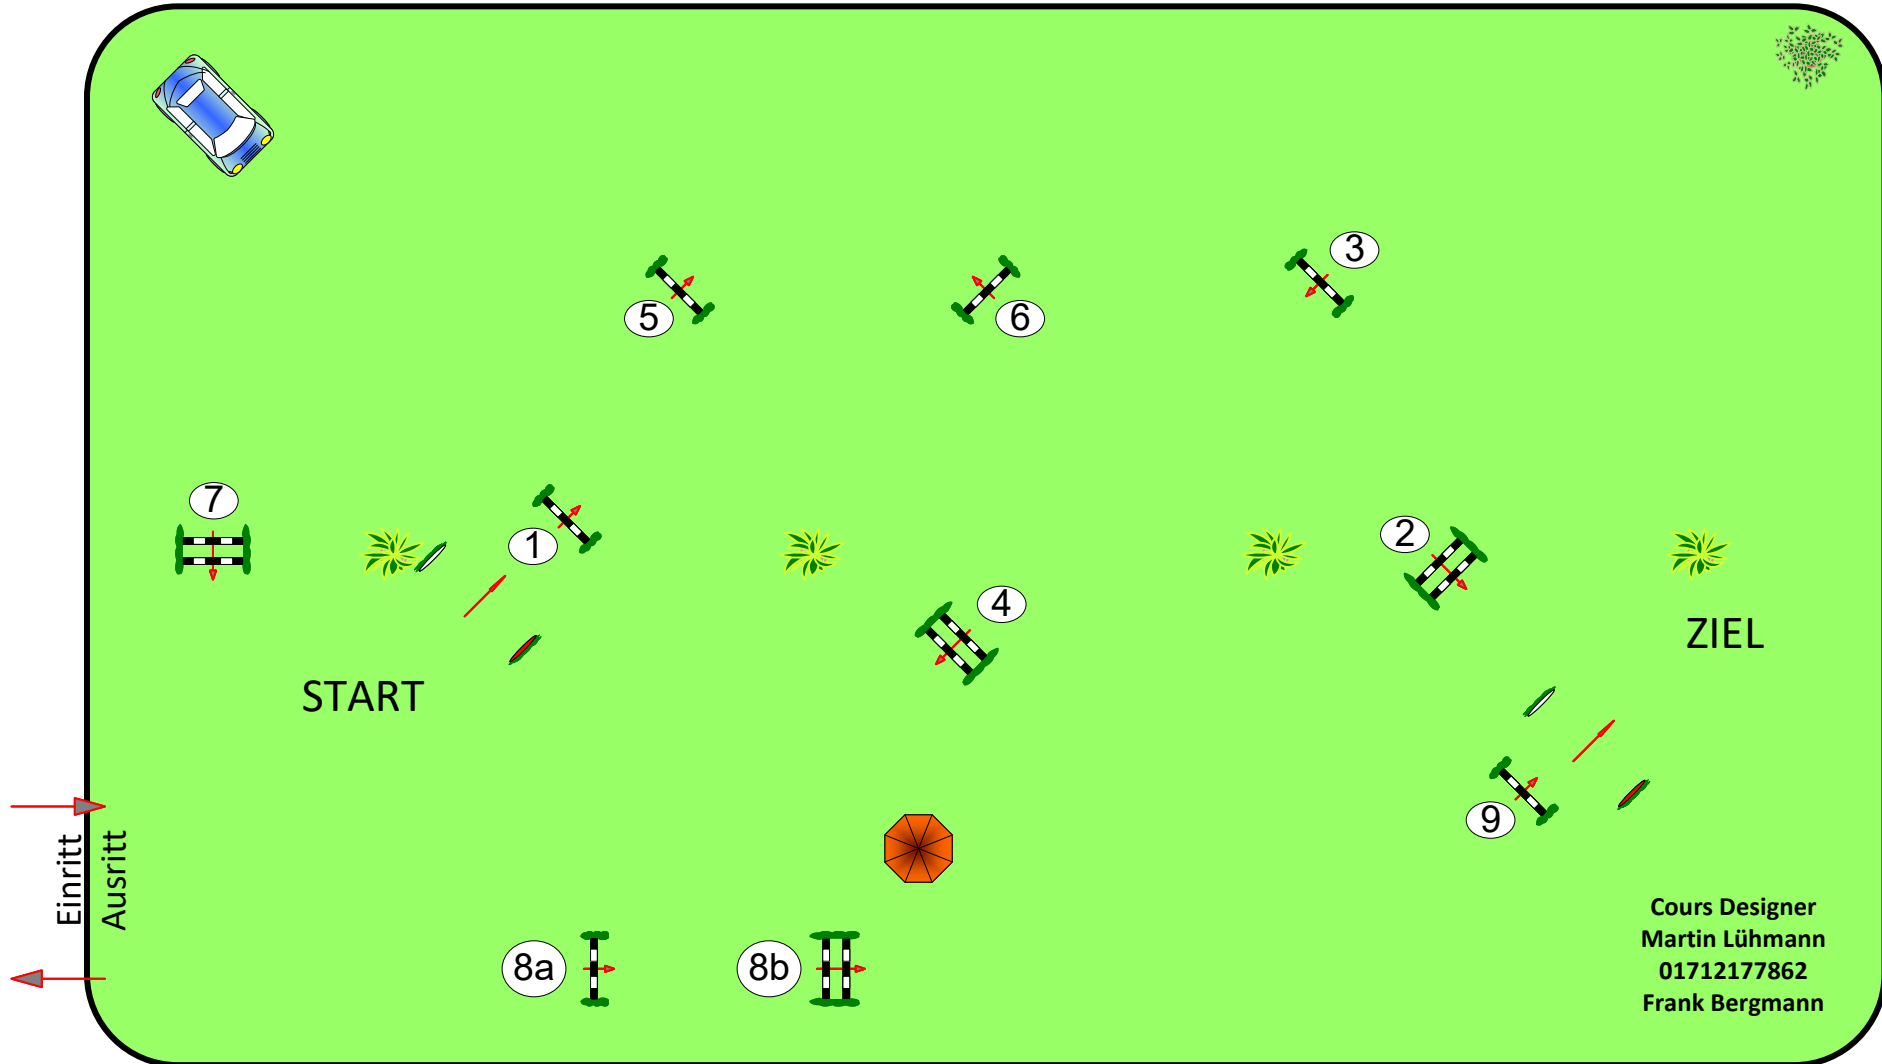 3
5
6
7
1
2
4
ZIEL
START
9
Einritt
Ausritt
8a
8b
Cours Designer
Martin Lühmann
01712177862
Frank Bergmann